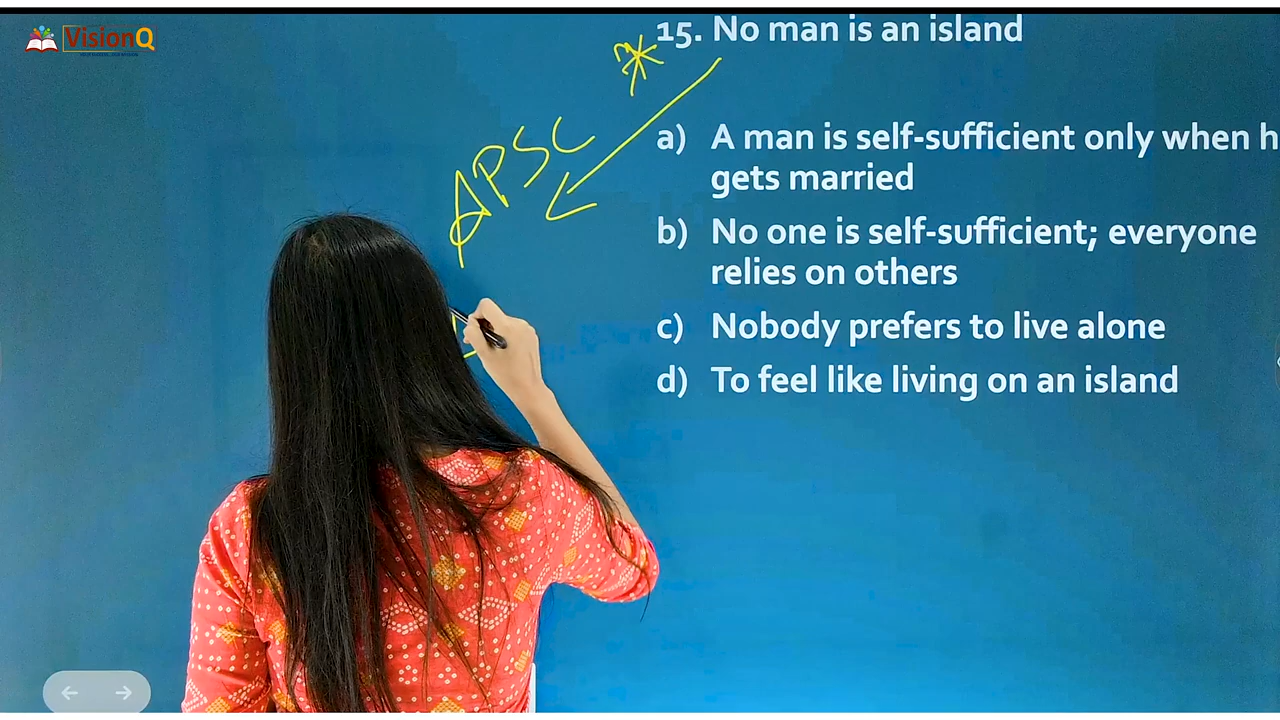 VisionQ
15. No man is an island
APSC
a) A man is self-sufficient only when h
gets married
b) No one is self-sufficient; everyone
relies on others
c) Nobody prefers to live alone
d) To feel like living on an island